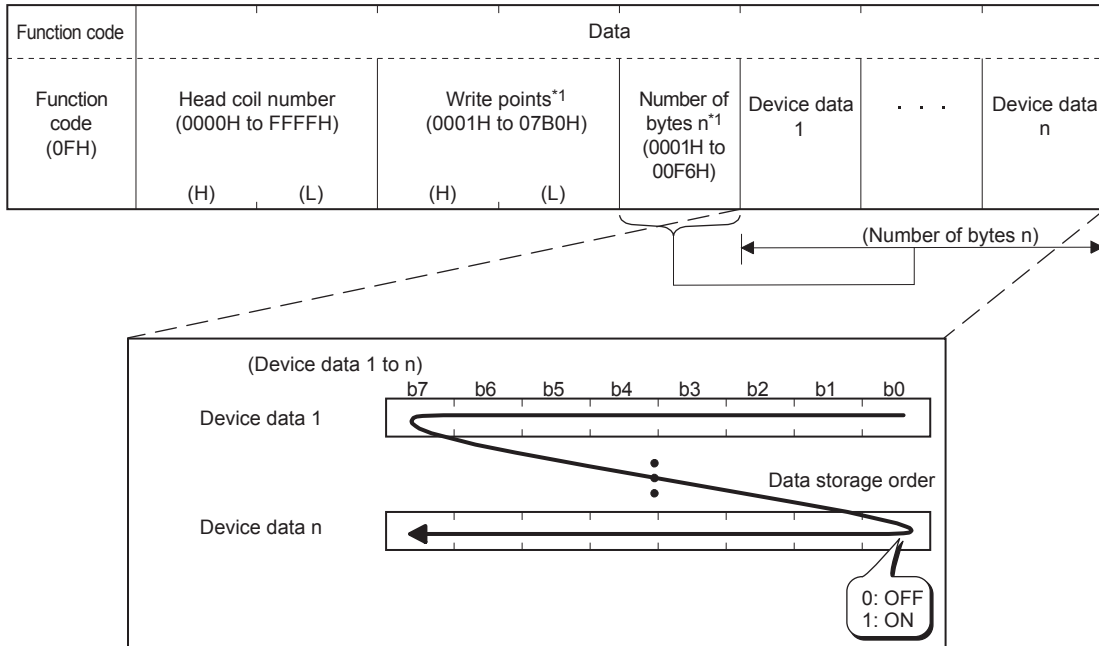 Function code
Data
Function
code
(0FH)
Head coil number
(0000H to FFFFH)
(H) (L)
Write points*1
(0001H to 07B0H)
(H) (L)
Number of
bytes n*1
(0001H to
00F6H)
Device data
1
. . .
Device data
n
(Number of bytes n)
(Device data 1 to n)
b7 b6 b5 b4 b3 b2 b1 b0
Device data 1
Data storage order
Device data n
0: OFF
1: ON